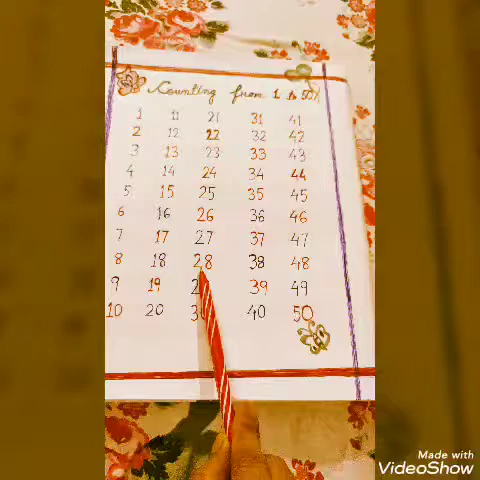 Counting from 1 to 50
1 11 21 31 41
2 12 22 32 42
3 13 23 33 43
4 14 24 34 44
5 15 25 35 45
6 16 26 36 46
7 17 27 37 47
8 18 28 38 48
9 19 2 39 49
10 20 3 40 50
Made with
VideoShow